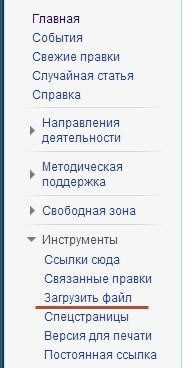 Главная
События
Свежие правки
Случайная статья
Справка
Направления
деятельности
Методическая
поддержка
Свободная зона
Инструменты
Ссылки сюда
Связанные правки
Загрузить файл
Спецстраницы
Версия для печати
Постоянная ссылка